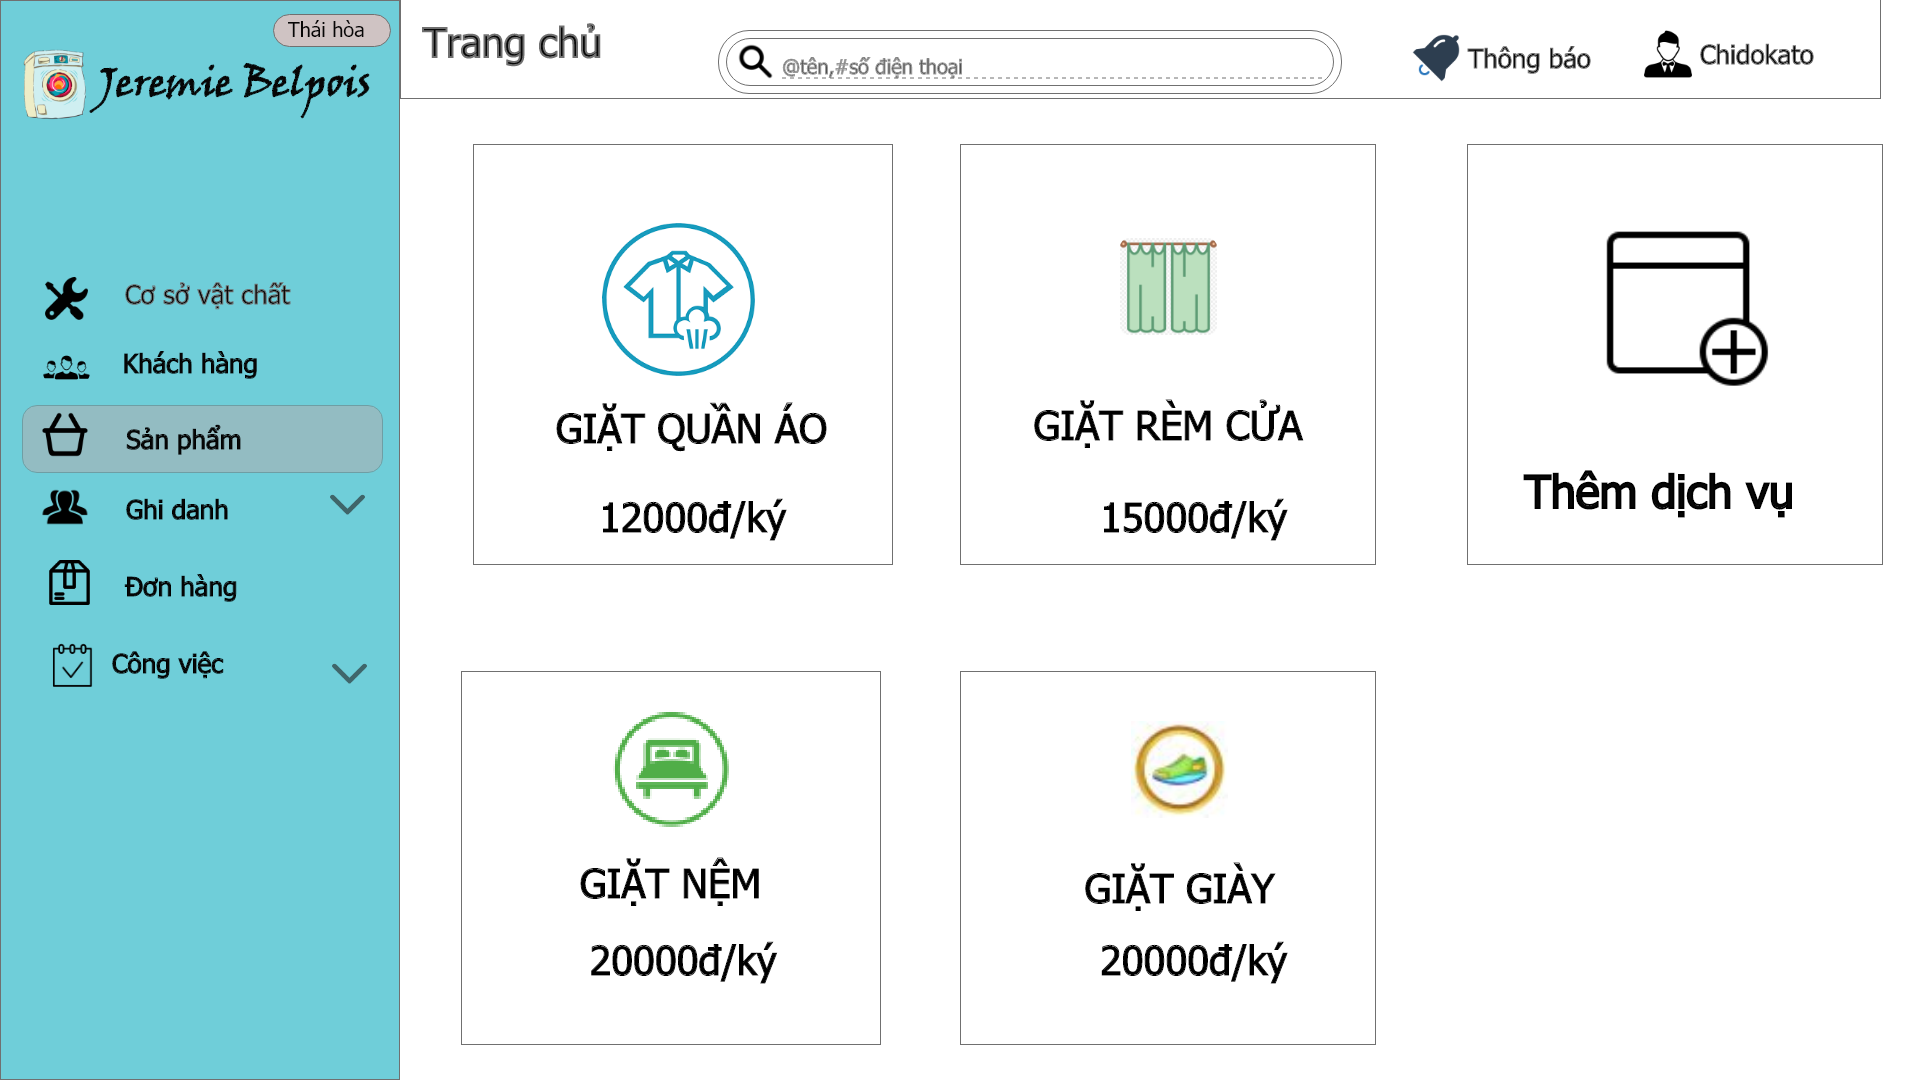 Thái hòa
Jeremie Belpois
Cơ sở vật chất
Khách hàng
Sản phẩm
Ghi danh
Đơn hàng
Công việc
Trang chủ
@tên,#số điện thoại
Thông báo
Chidokato
GIẶT QUẦN ÁO
12000đ/ký
GIẶT RÈM CỬA
15000đ/ký
Thêm dịch vụ
GIẶT NỆM
20000đ/ký
GIẶT GIÀY
20000đ/ký